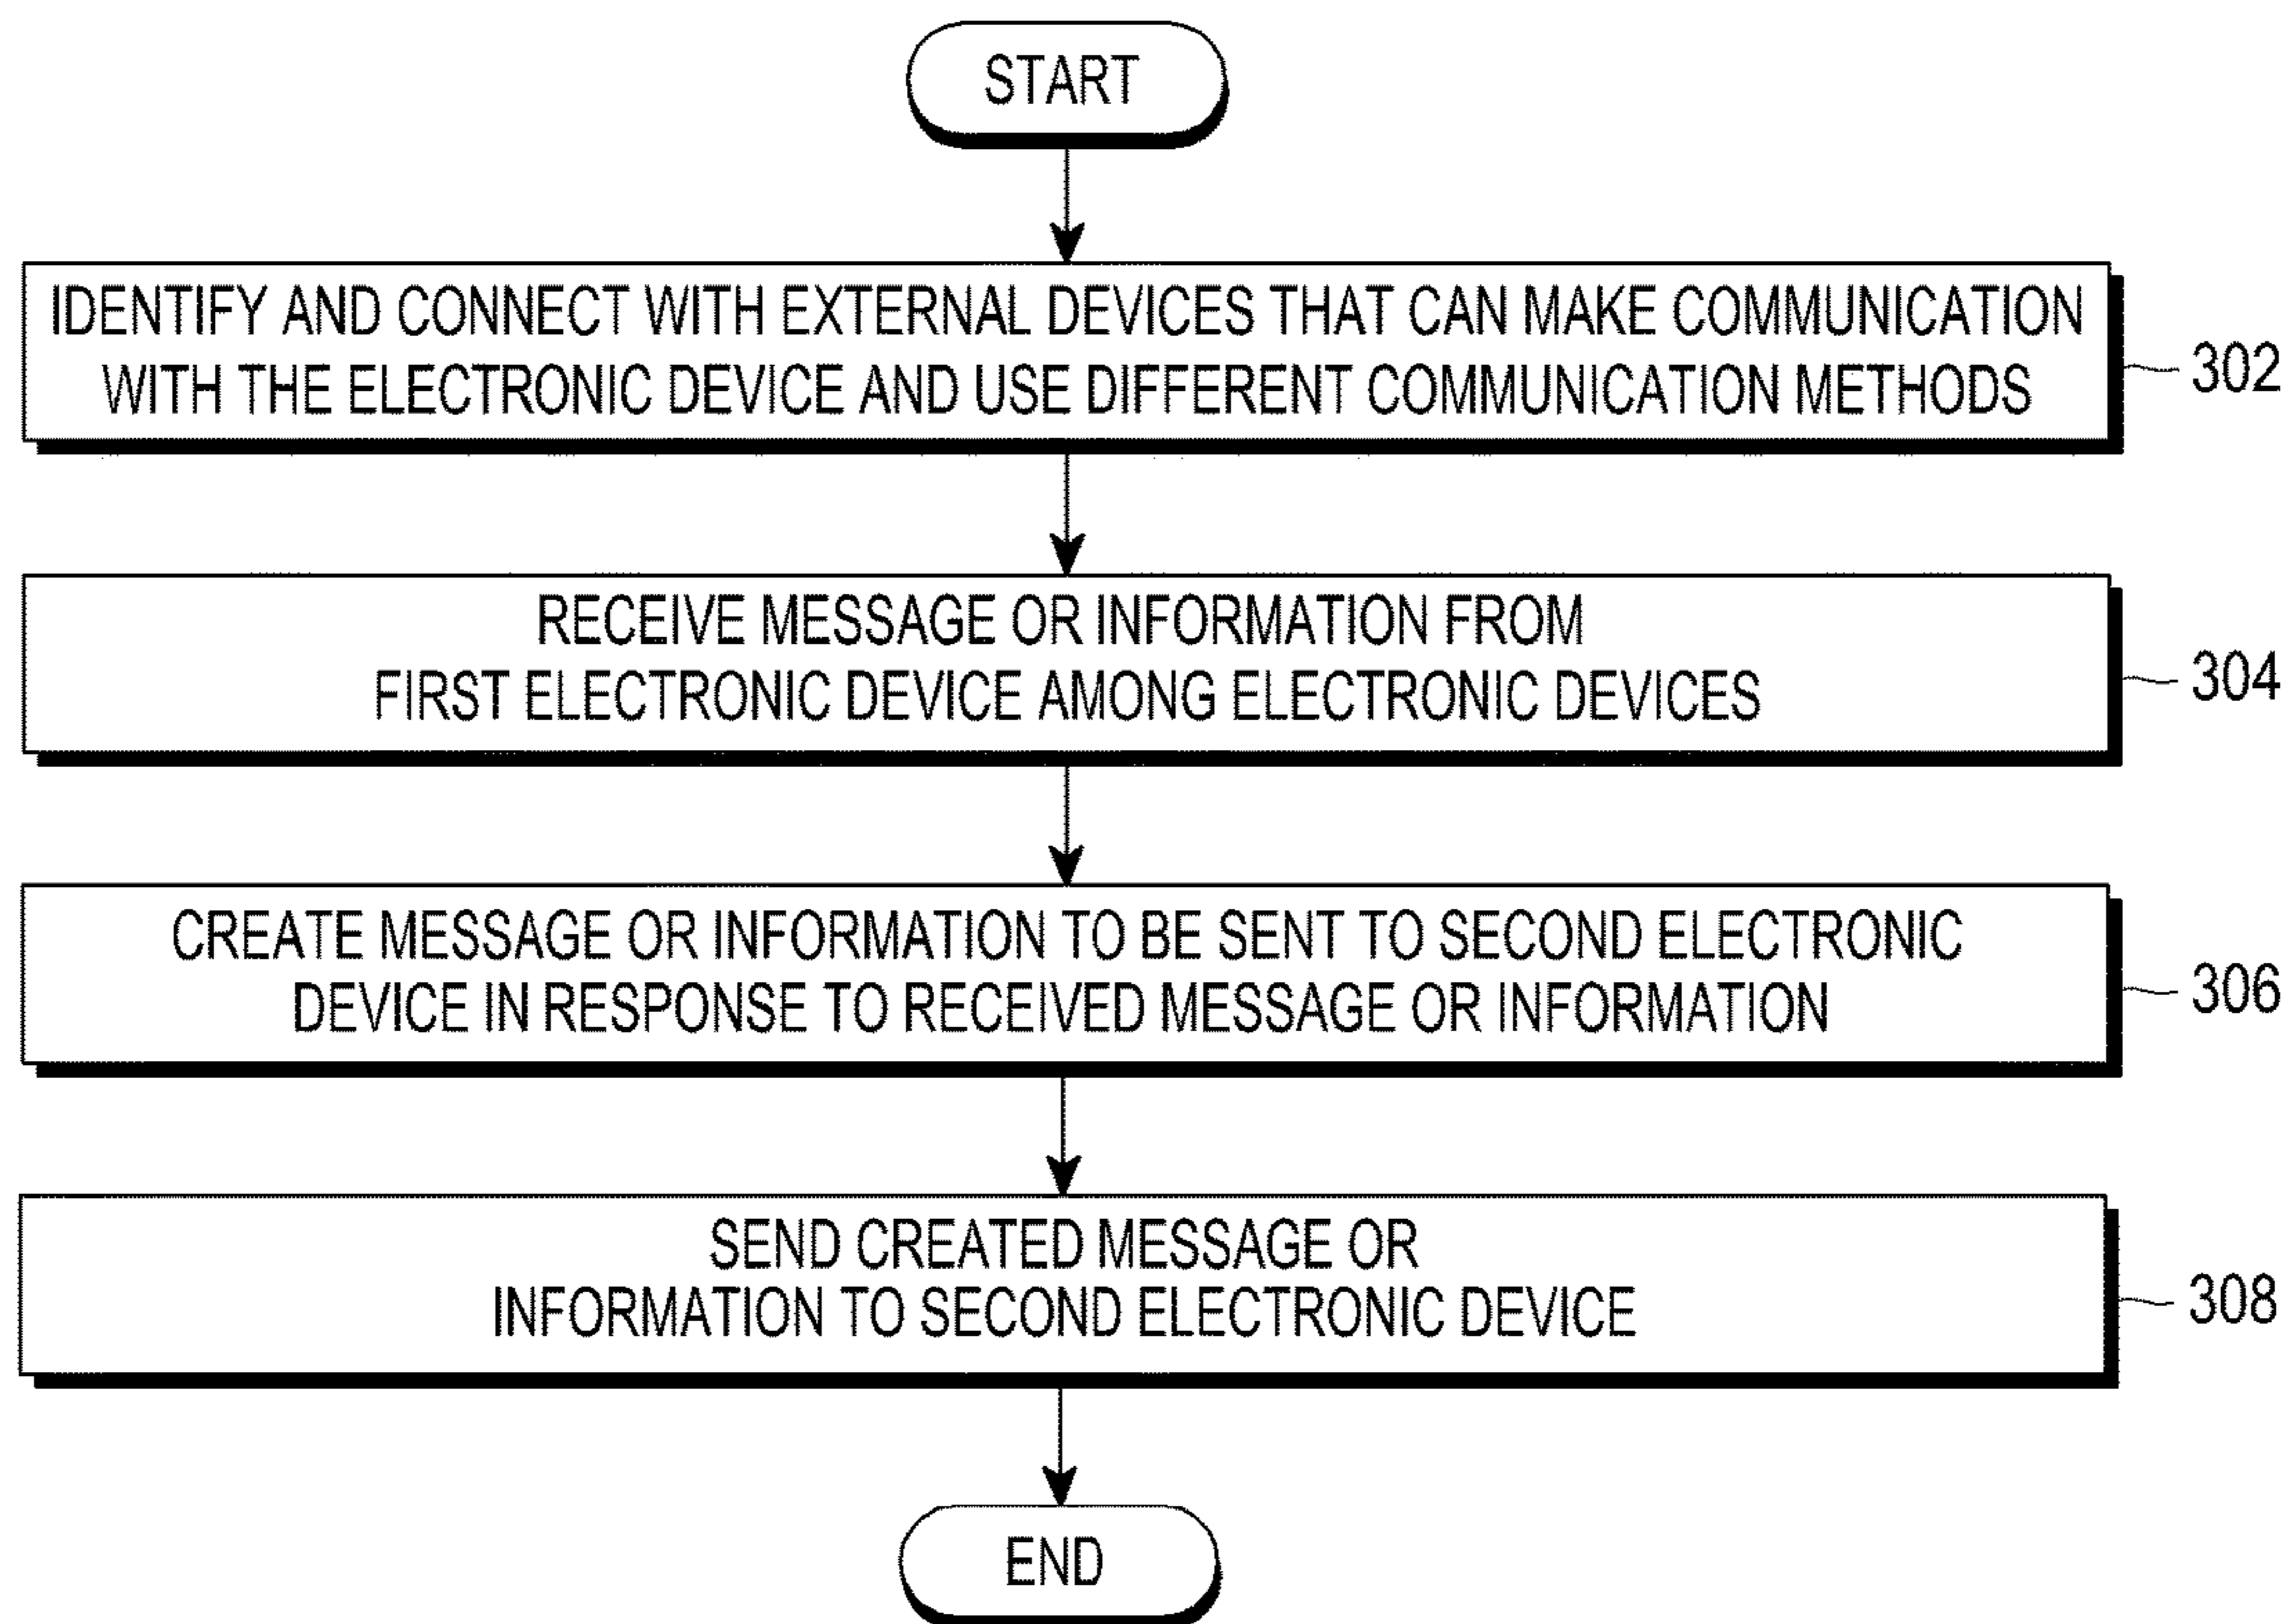 START
IDENTIFY AND CONNECT WITH EXTERNAL DEVICES THAT CAN MAKE COMMUNICATION
WITH THE ELECTRONIC DEVICE AND USE DIFFERENT COMMUNICATION METHODS
302
RECEIVE MESSAGE OR INFORMATION FROM
FIRST ELECTRONIC DEVICE AMONG ELECTRONIC DEVICES
304
CREATE MESSAGE OR INFORMATION TO BE SENT TO SECOND ELECTRONIC
DEVICE IN RESPONSE TO RECEIVED MESSAGE OR INFORMATION
306
SEND CREATED MESSAGE OR
INFORMATION TO SECOND ELECTRONIC DEVICE
308
END